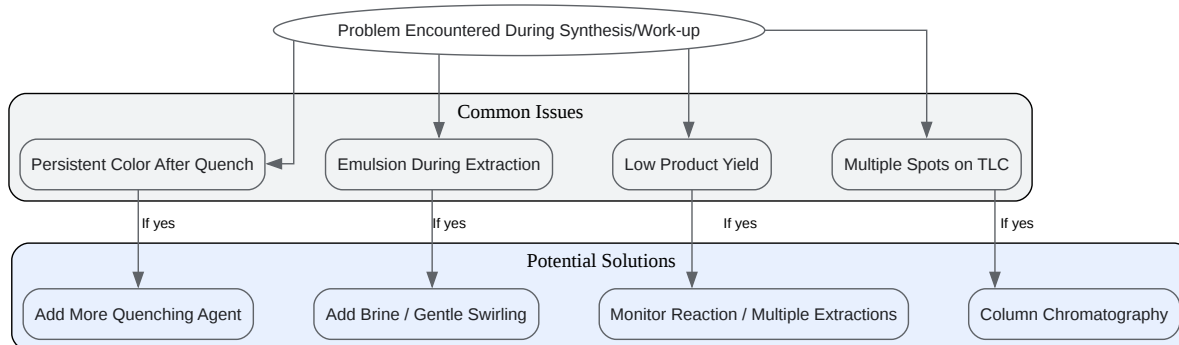 Problem Encountered During Synthesis/Work-up
Common Issues
Persistent Color After Quench
Emulsion During Extraction
Low Product Yield
Multiple Spots on TLC
If yes
If yes
If yes
If yes
Potential Solutions
Add More Quenching Agent
Add Brine / Gentle Swirling
Monitor Reaction / Multiple Extractions
Column Chromatography